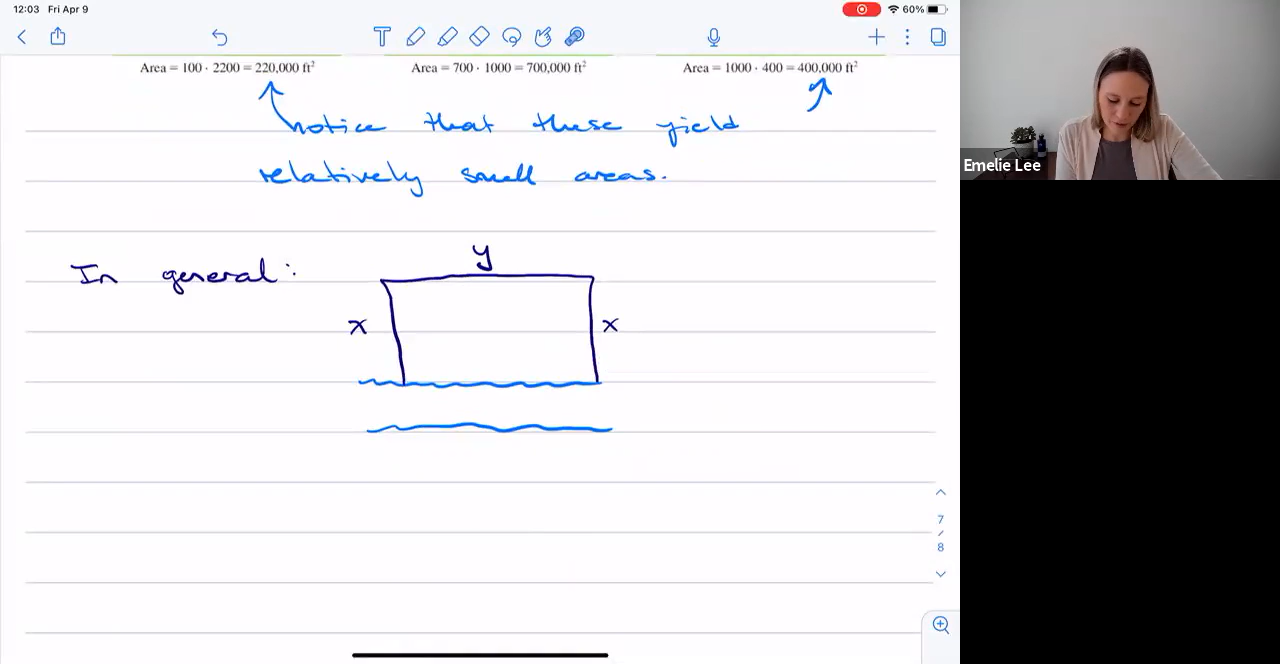 12:03 Fri Apr 9
60%
Area = 100 · 2200 = 220,000 ft²
Area = 700 · 1000 = 700,000 ft²
Area = 1000 · 400 = 400,000 ft²
notice that these yield
relatively small areas.
Emelie Lee
In general:
y
x
x
7
/
8